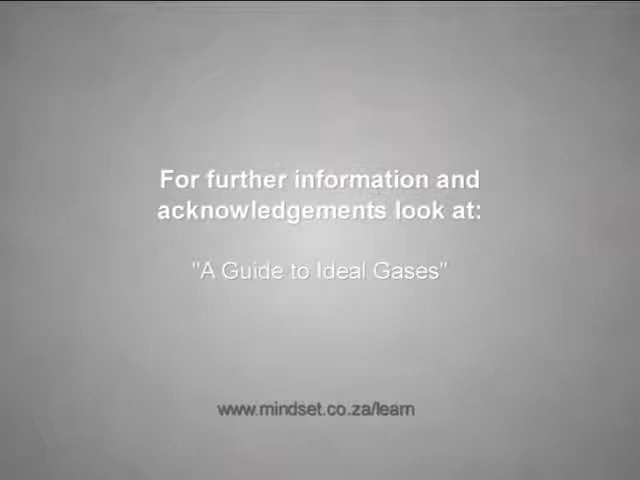 For further information and
acknowledgements look at:
"A Guide to Ideal Gases"
www.mindset.co.za/learn